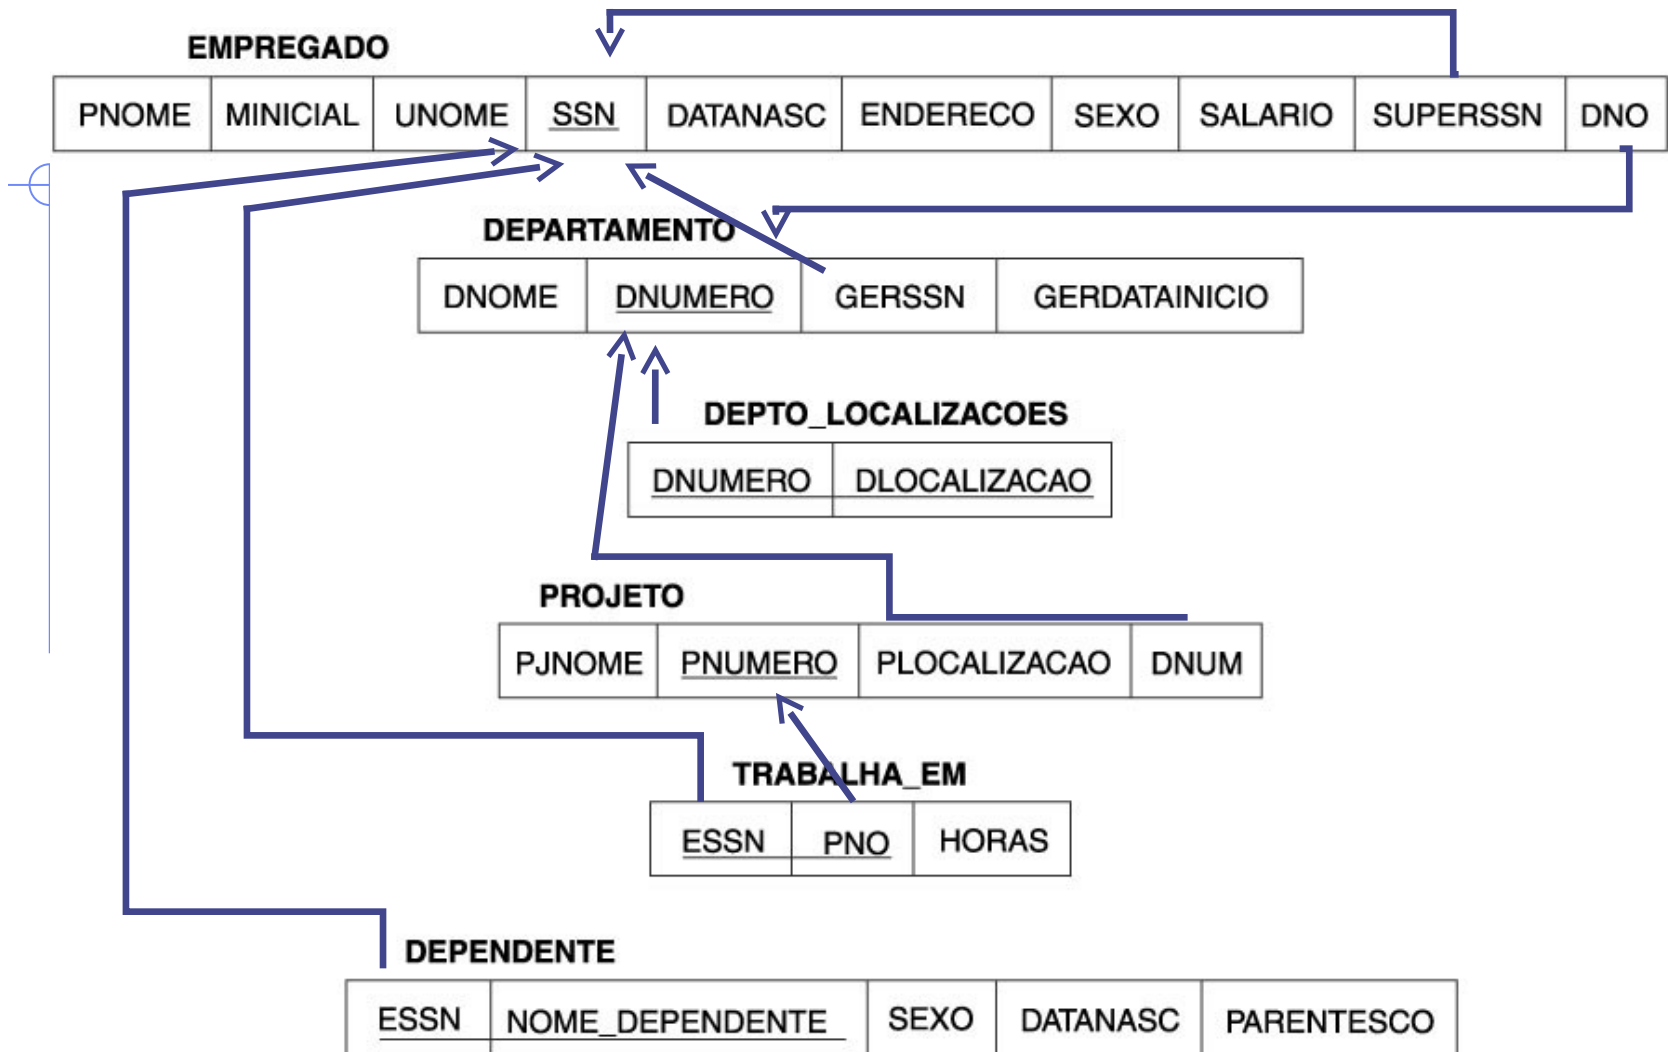 EMPREGADO
PNOME MINICIAL UNOME SSN DATANASC ENDERECO SEXO SALARIO SUPERSSN DNO
DEPARTAMENTO
DNOME DNUMERO GERSSN GERDATAINICIO
DEPTO_LOCALIZACOES
DNUMERO DLOCALIZACAO
PROJETO
PJNOME PNUMERO PLOCALIZACAO DNUM
TRABALHA_EM
ESSN PNO HORAS
DEPENDENTE
ESSN NOME_DEPENDENTE SEXO DATANASC PARENTESCO